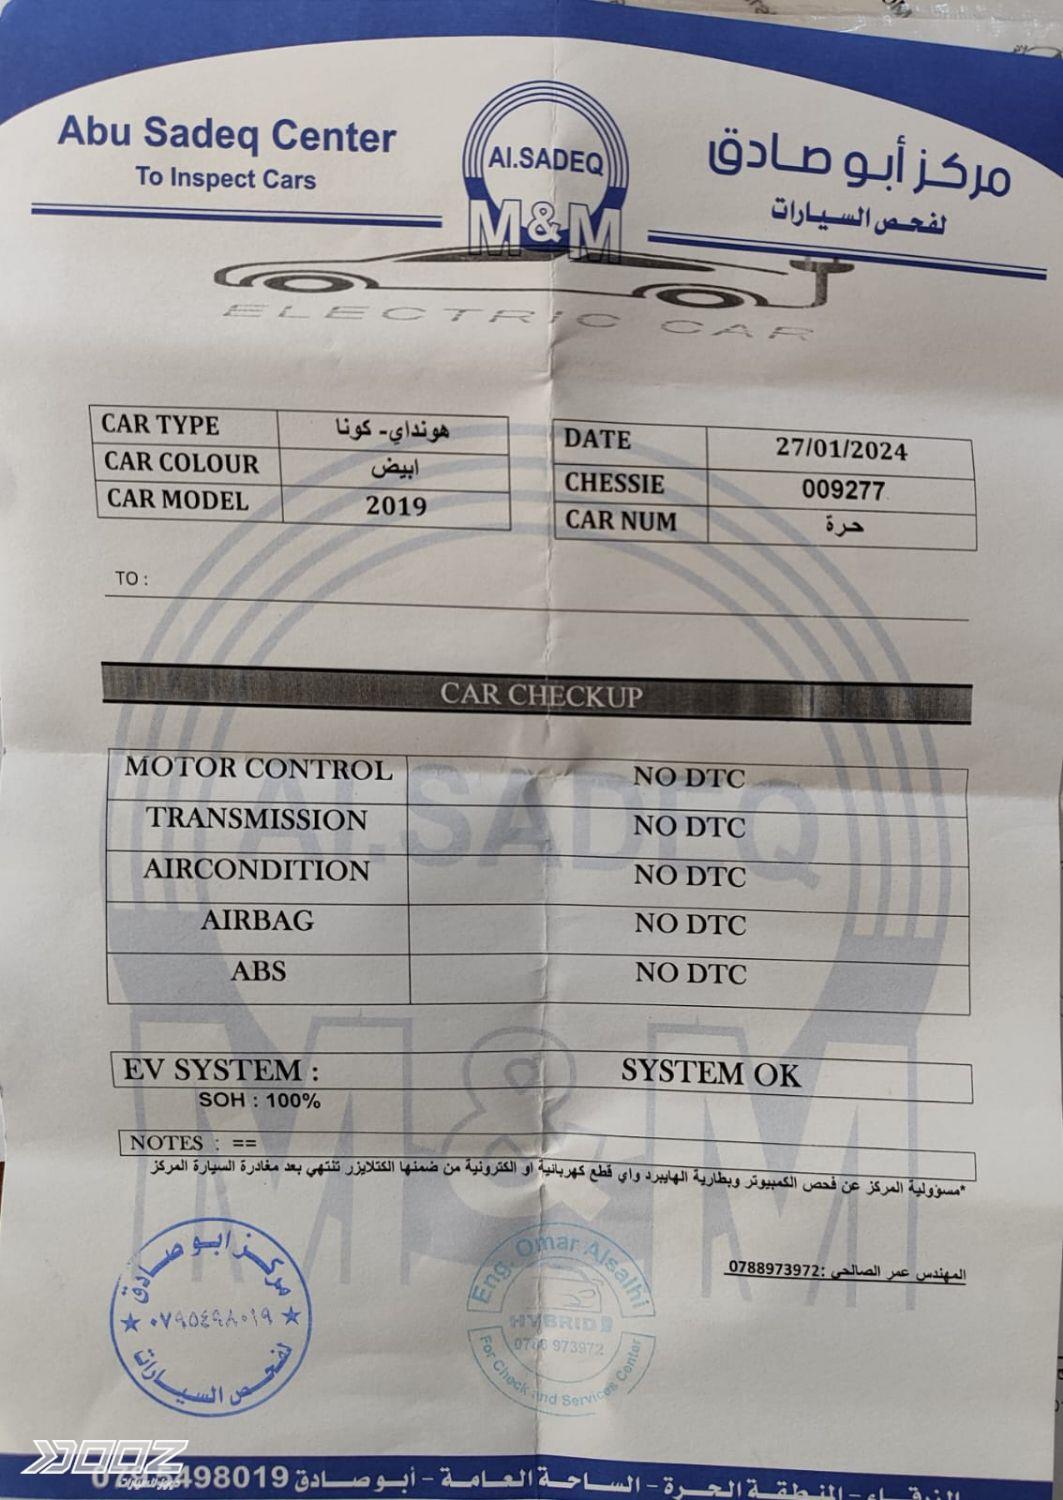 Abu Sadeq Center
To Inspect Cars
Al.SADEQ
M&M
مركز أبو صادق
لفحص السيارات
ELECTRIC CAR
CAR TYPE هونداي- كونا
CAR COLOUR ابيض
CAR MODEL 2019
DATE 27/01/2024
CHESSIE 009277
CAR NUM حرة
TO :
CAR CHECKUP
MOTOR CONTROL NO DTC
TRANSMISSION NO DTC
AIRCONDITION NO DTC
AIRBAG NO DTC
ABS NO DTC
EV SYSTEM : SYSTEM OK
SOH : 100%
NOTES : ==
*مسؤولية المركز عن فحص الكمبيوتر وبطارية الهايبرد واي قطع كهربائية او الكترونية من ضمنها الكتلايزر تنتهي بعد مغادرة السيارة المركز
المهندس عمر الصالحي :0788973972
مركز ابو صادق
٠٧٩٥٤٩٨٠١٩
لفحص السيارات
Eng. Omar Alsalhi
HYBRID
0788 973972
For Check and Services Center
الزرقاء - المنطقة الحرة - الساحة العامة - أبو صادق 0795498019
DOOZ